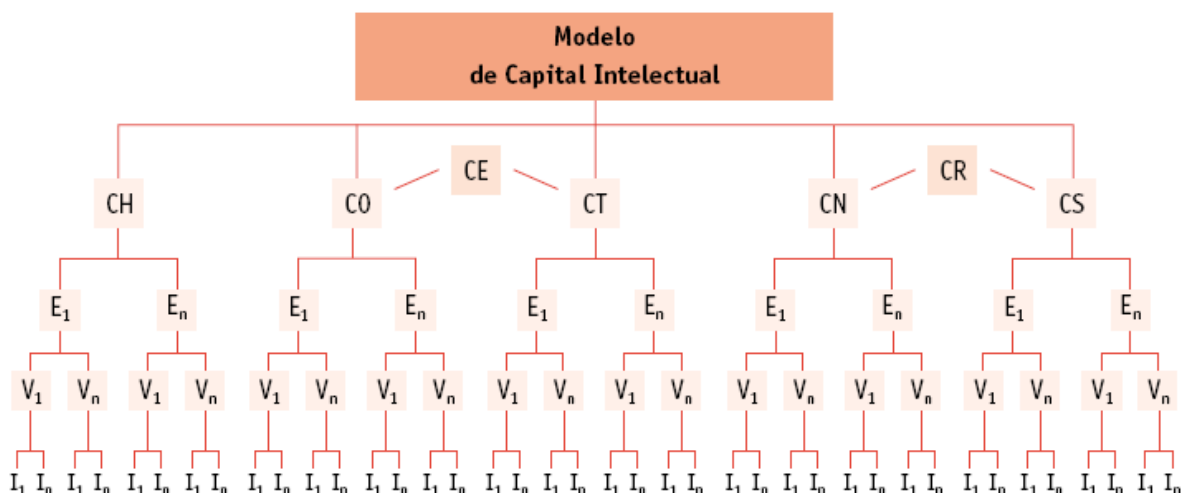 Modelo
de Capital Intelectual
CE CR
CH CO CT CN CS
E₁ Eₙ E₁ Eₙ E₁ Eₙ E₁ Eₙ E₁ Eₙ
V₁ Vₙ V₁ Vₙ V₁ Vₙ V₁ Vₙ V₁ Vₙ V₁ Vₙ V₁ Vₙ V₁ Vₙ V₁ Vₙ V₁ Vₙ
I₁ Iₙ I₁ Iₙ I₁ Iₙ I₁ Iₙ I₁ Iₙ I₁ Iₙ I₁ Iₙ I₁ Iₙ I₁ Iₙ I₁ Iₙ I₁ Iₙ I₁ Iₙ I₁ Iₙ I₁ Iₙ I₁ Iₙ I₁ Iₙ I₁ Iₙ I₁ Iₙ I₁ Iₙ I₁ Iₙ